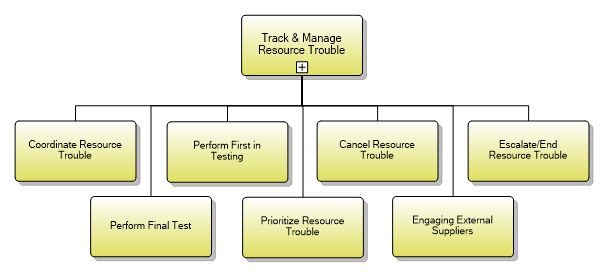 Track & Manage
Resource Trouble
Coordinate Resource
Trouble
Perform First in
Testing
Cancel Resource
Trouble
Escalate/End
Resource Trouble
Perform Final Test
Prioritize Resource
Trouble
Engaging External
Suppliers